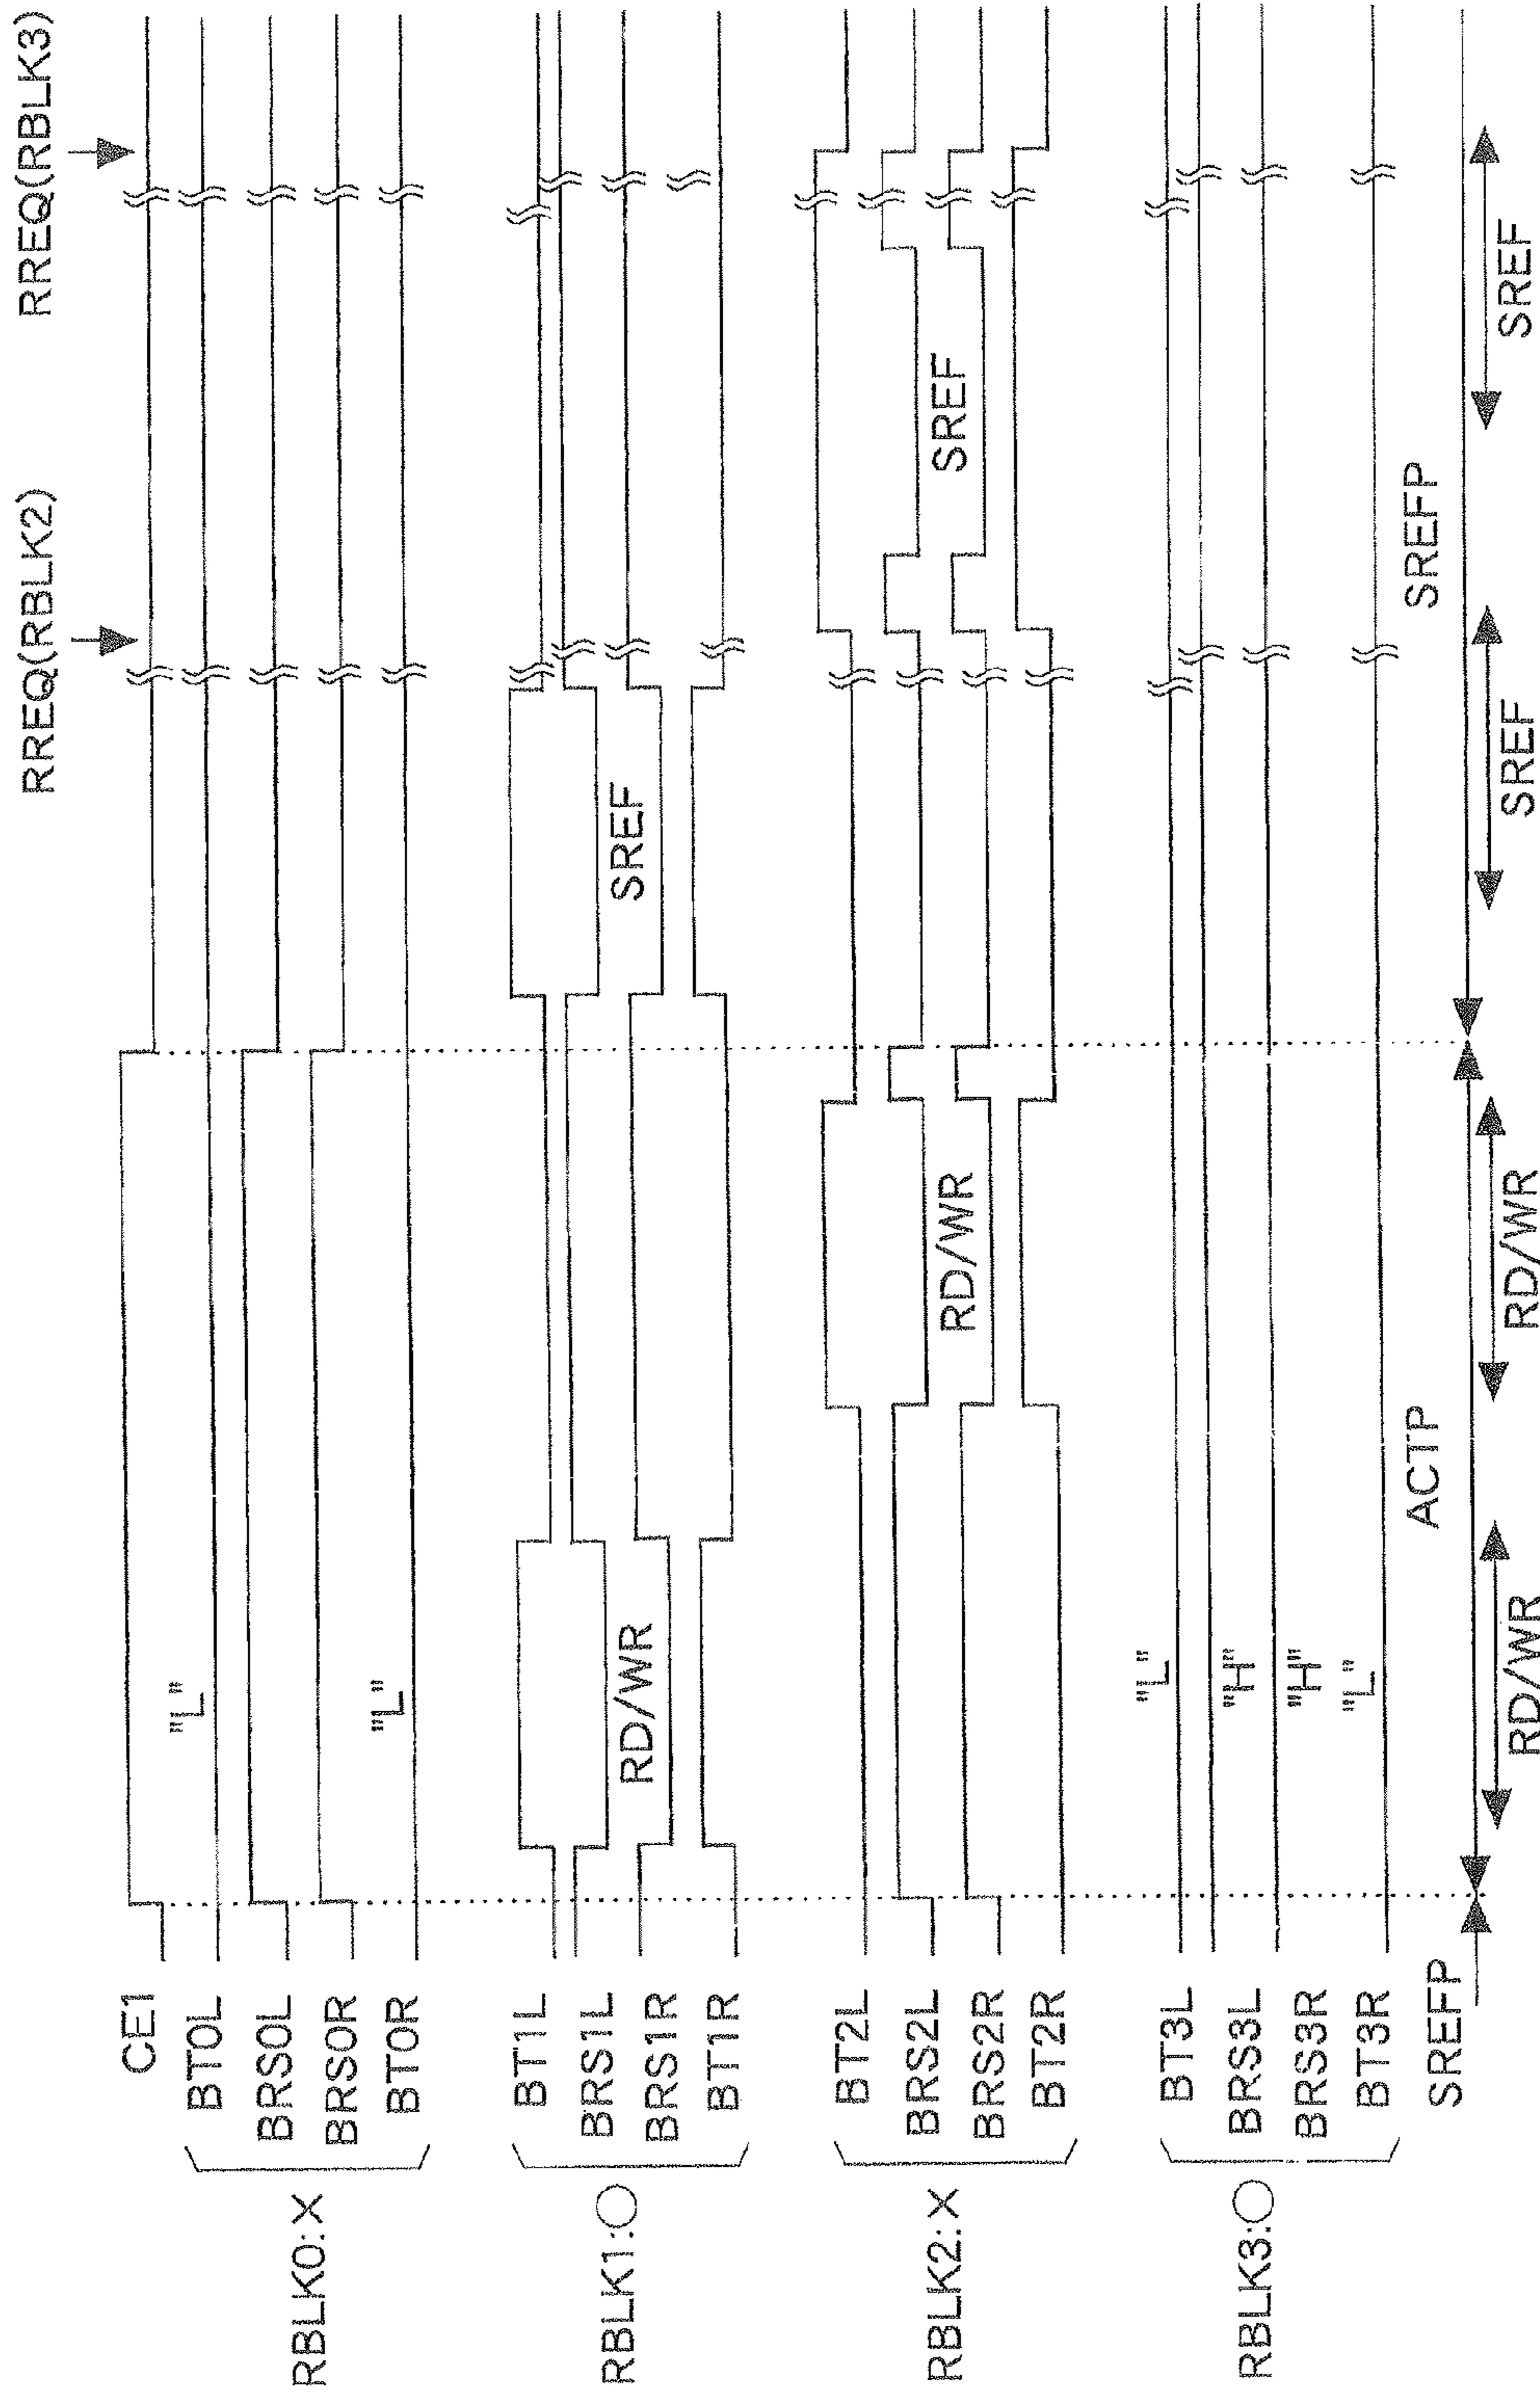 RREQ(RBLK2)
RREQ(RBLK3)
CE1
RBLK0:X
BT0L
"L"
BRS0L
BRS0R
BT0R
"L"
RBLK1:○
BT1L
BRS1L
BRS1R
BT1R
RD/WR
SREF
RBLK2:X
BT2L
BRS2L
BRS2R
BT2R
RD/WR
SREF
RBLK3:○
BT3L
"L"
BRS3L
"H"
BRS3R
"H"
BT3R
"L"
SREFP
ACTP
SREFP
RD/WR
RD/WR
SREF
SREF